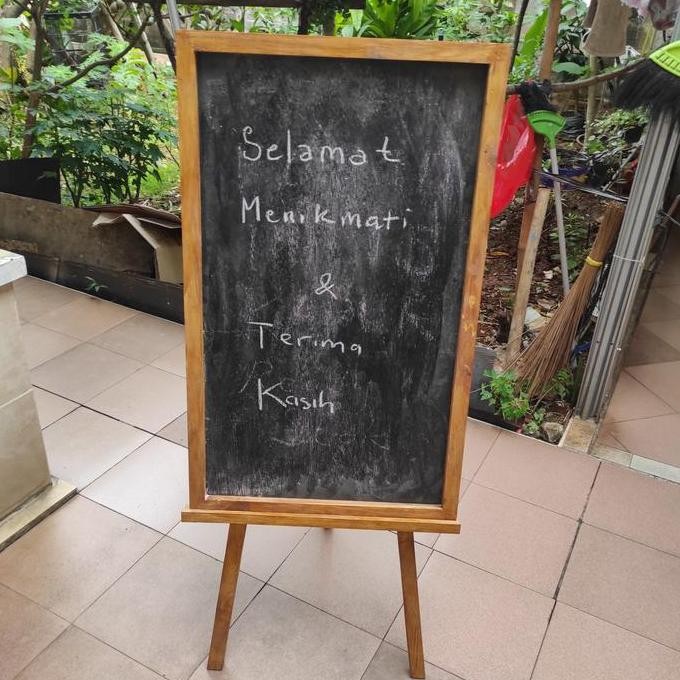 Selamat
Menikmati
&
Terima
Kasih